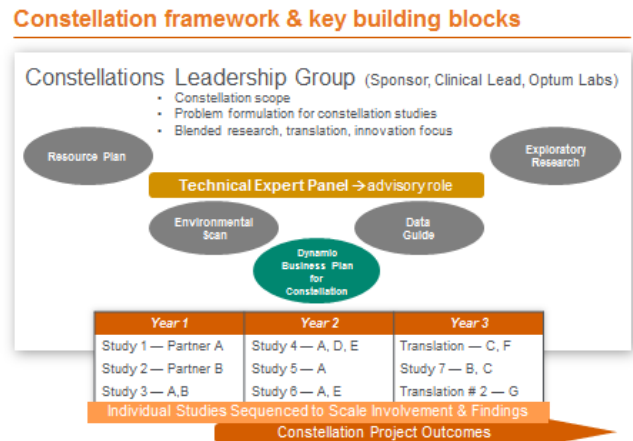 Constellation framework & key building blocks
Constellations Leadership Group (Sponsor, Clinical Lead, Optum Labs)
• Constellation scope
• Problem formulation for constellation studies
• Blended research, translation, innovation focus
Resource Plan
Exploratory
Research
Technical Expert Panel → advisory role
Environmental
Scan
Data
Guide
Dynamic
Business Plan
for
Constellation
Year 1 Year 2 Year 3
Study 1 — Partner A Study 4 — A, D, E Translation — C, F
Study 2 — Partner B Study 5 — A Study 7 — B, C
Study 3 — A,B Study 6 — A, E Translation # 2 — G
Individual Studies Sequenced to Scale Involvement & Findings
Constellation Project Outcomes